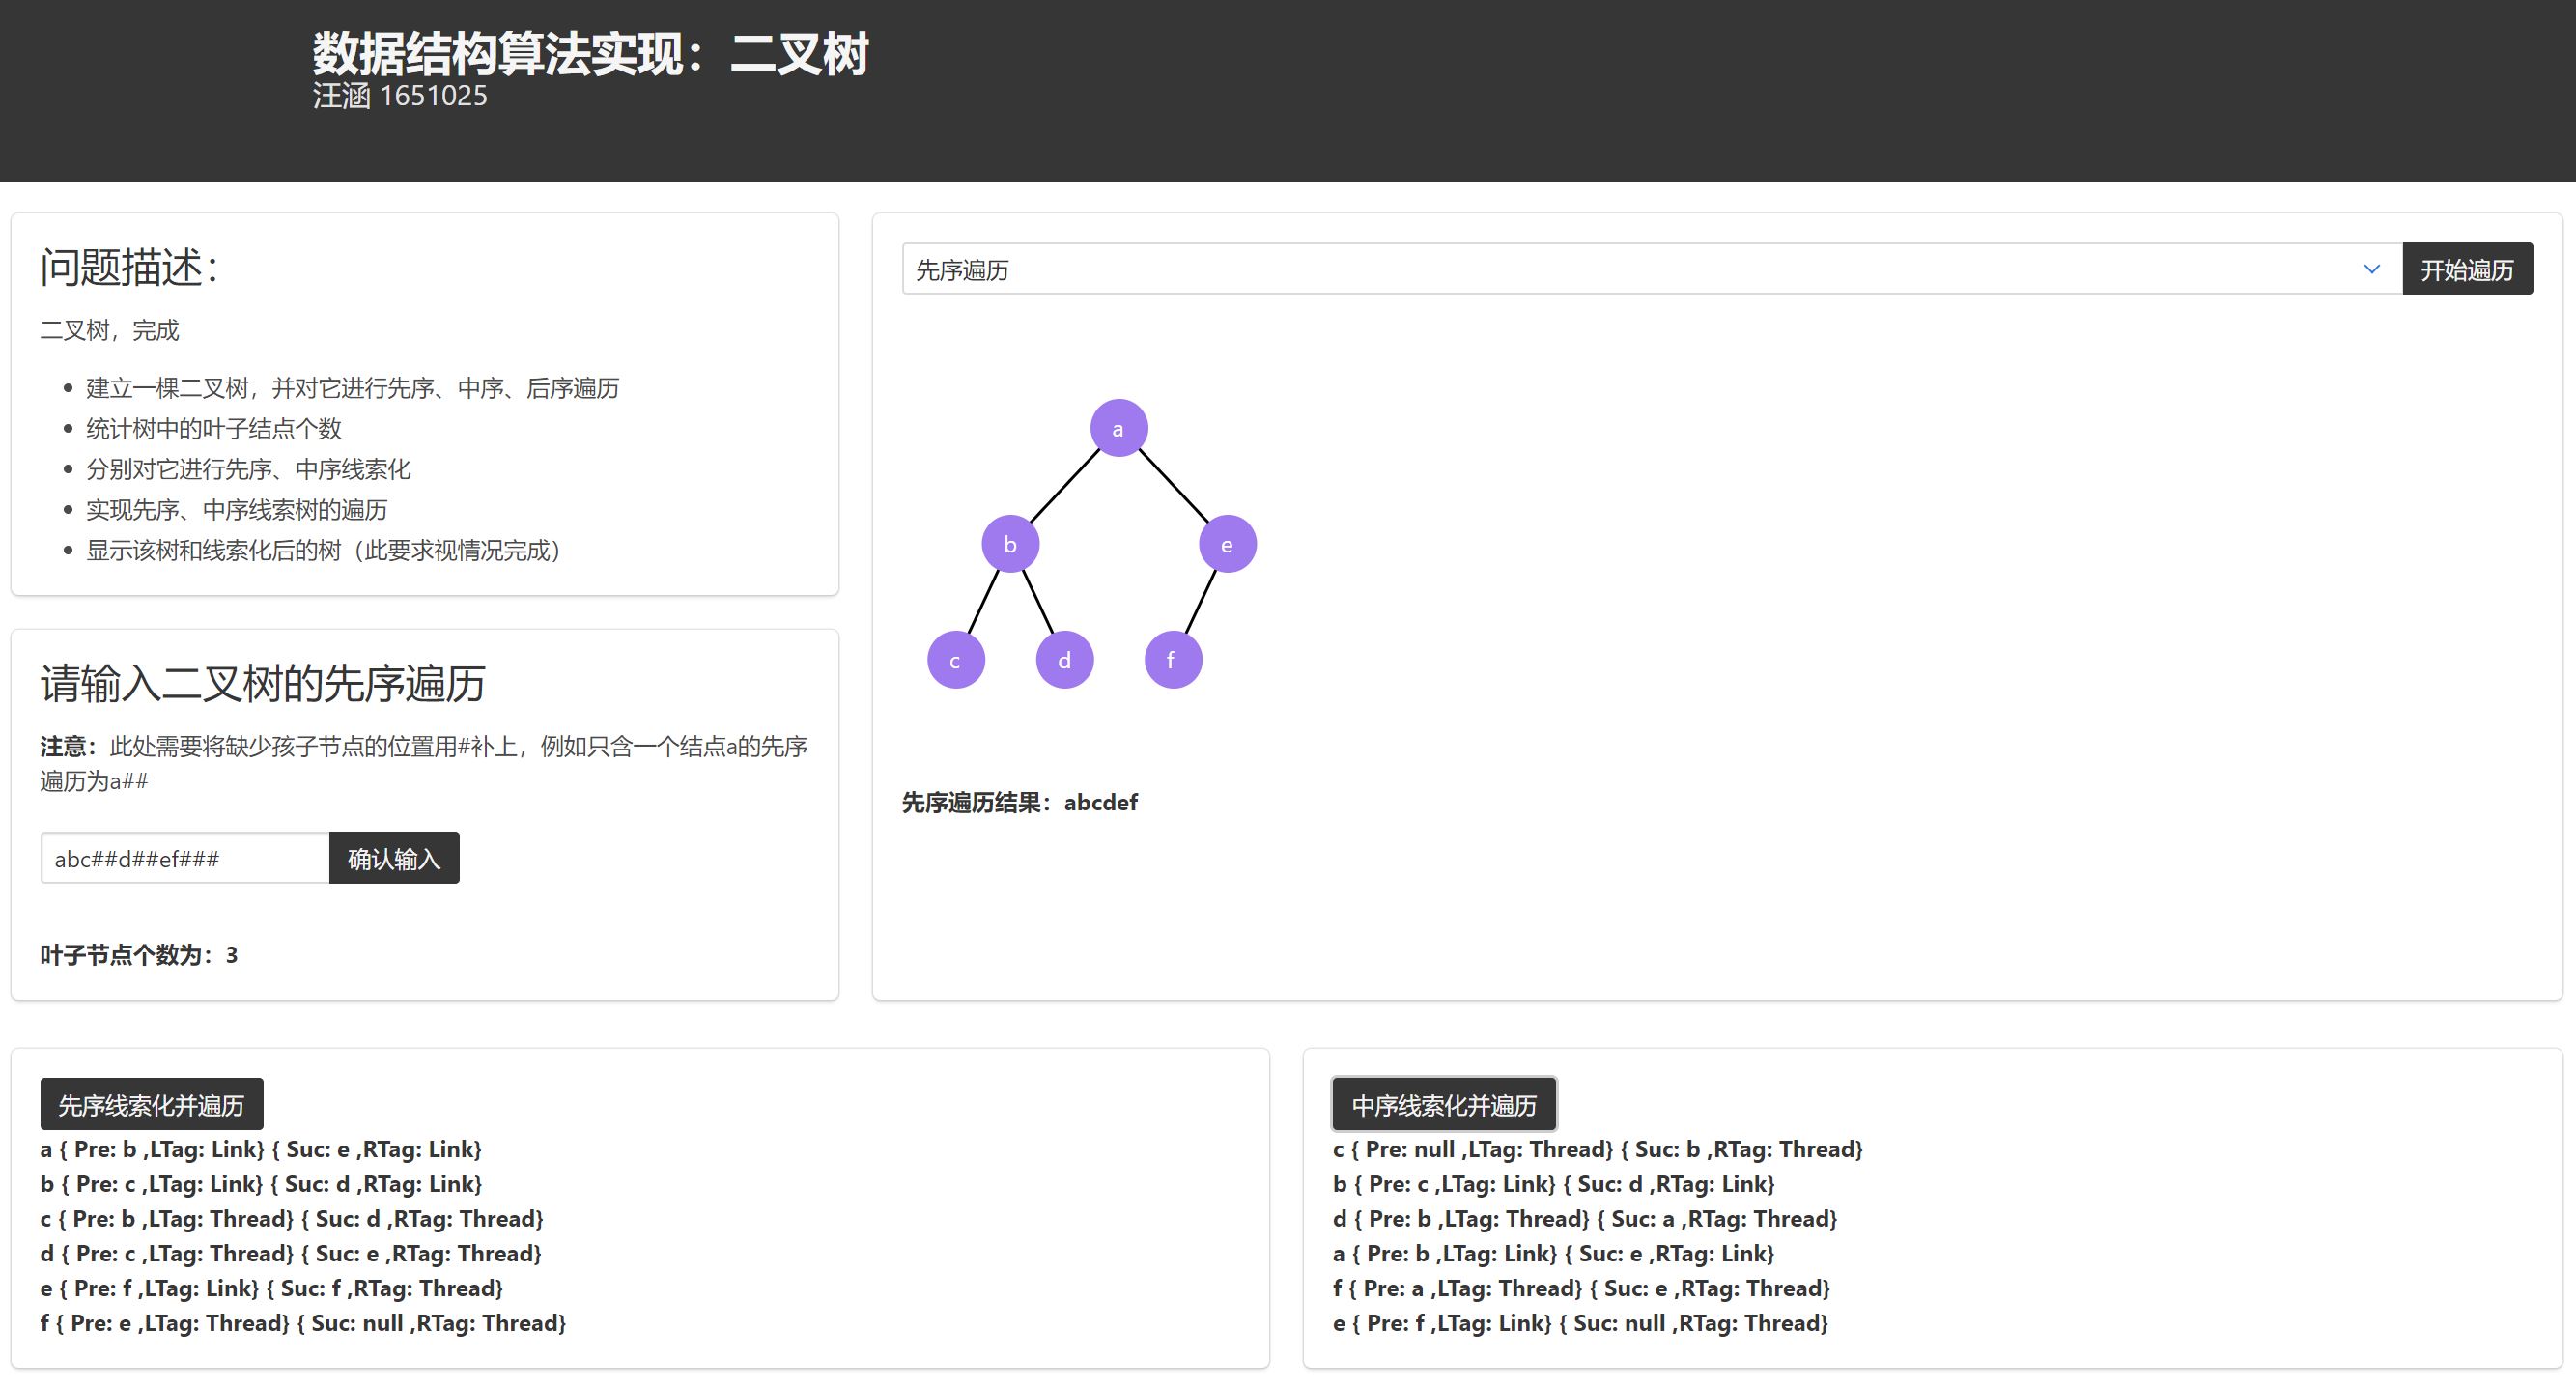 数据结构算法实现：二叉树
汪涵 1651025
问题描述：
二叉树，完成
建立一棵二叉树，并对它进行先序、中序、后序遍历
统计树中的叶子结点个数
分别对它进行先序、中序线索化
实现先序、中序线索树的遍历
显示该树和线索化后的树（此要求视情况完成）
请输入二叉树的先序遍历
注意：此处需要将缺少孩子节点的位置用#补上，例如只含一个结点a的先序
遍历为a##
abc##d##ef###
确认输入
叶子节点个数为：3
先序遍历
开始遍历
a
b
e
c
d
f
先序遍历结果：abcdef
先序线索化并遍历
a { Pre: b ,LTag: Link} { Suc: e ,RTag: Link}
b { Pre: c ,LTag: Link} { Suc: d ,RTag: Link}
c { Pre: b ,LTag: Thread} { Suc: d ,RTag: Thread}
d { Pre: c ,LTag: Thread} { Suc: e ,RTag: Thread}
e { Pre: f ,LTag: Link} { Suc: f ,RTag: Thread}
f { Pre: e ,LTag: Thread} { Suc: null ,RTag: Thread}
中序线索化并遍历
c { Pre: null ,LTag: Thread} { Suc: b ,RTag: Thread}
b { Pre: c ,LTag: Link} { Suc: d ,RTag: Link}
d { Pre: b ,LTag: Thread} { Suc: a ,RTag: Thread}
a { Pre: b ,LTag: Link} { Suc: e ,RTag: Link}
f { Pre: a ,LTag: Thread} { Suc: e ,RTag: Thread}
e { Pre: f ,LTag: Link} { Suc: null ,RTag: Thread}